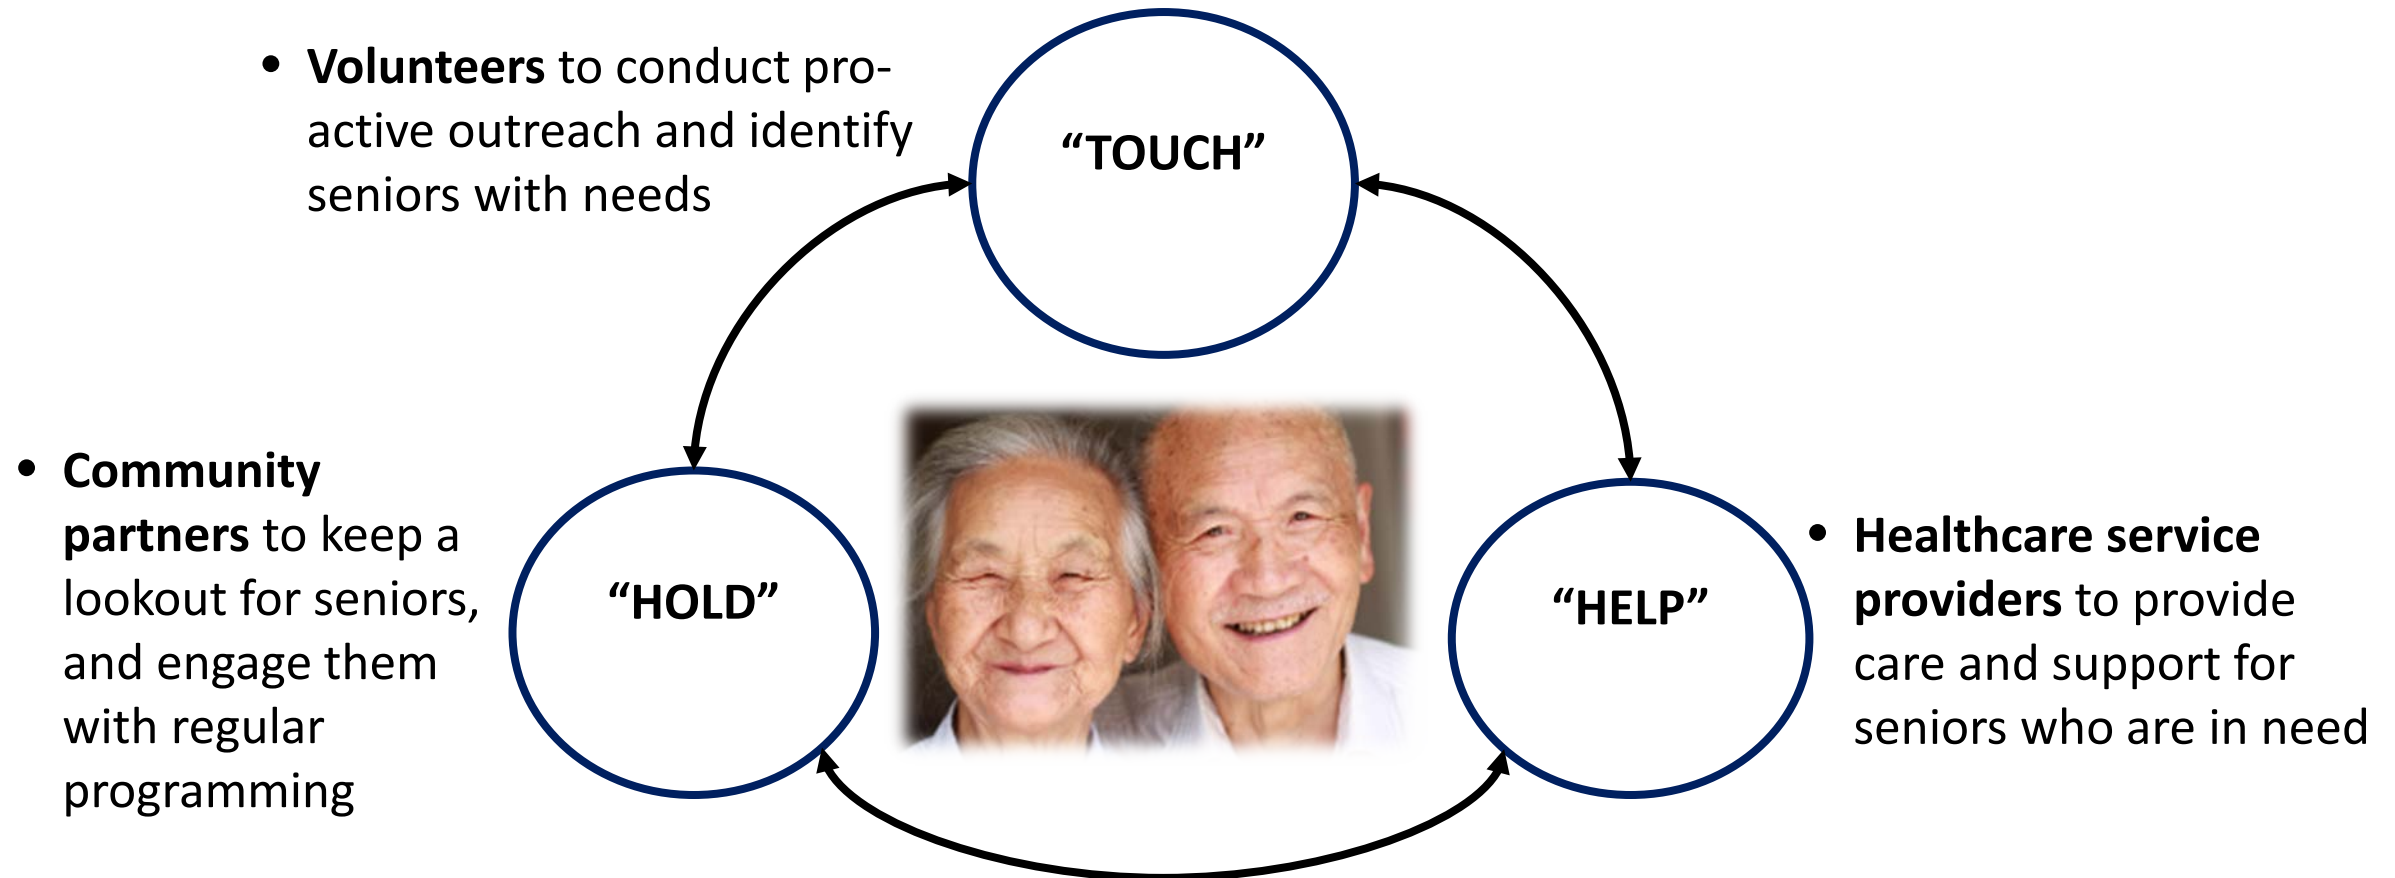 • Volunteers to conduct pro-
active outreach and identify
seniors with needs
“TOUCH”
• Community
partners to keep a
lookout for seniors,
and engage them
with regular
programming
“HOLD”
“HELP”
• Healthcare service
providers to provide
care and support for
seniors who are in need